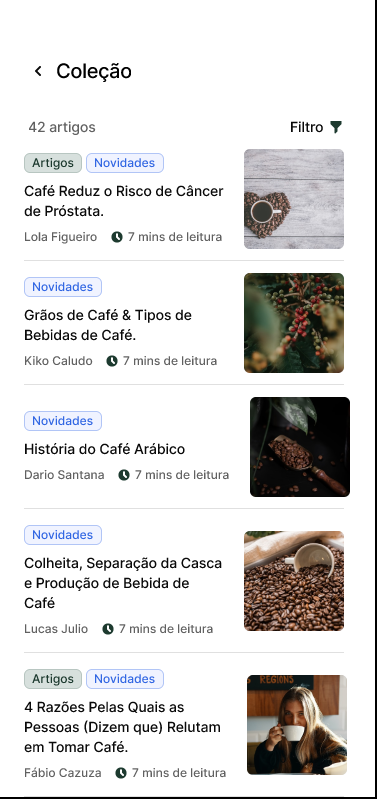 Coleção
42 artigos
Filtro
Artigos Novidades
Café Reduz o Risco de Câncer
de Próstata.
Lola Figueiro 7 mins de leitura
Novidades
Grãos de Café & Tipos de
Bebidas de Café.
Kiko Caludo 7 mins de leitura
Novidades
História do Café Arábico
Dario Santana 7 mins de leitura
Novidades
Colheita, Separação da Casca
e Produção de Bebida de
Café
Lucas Julio 7 mins de leitura
Artigos Novidades
REGIONS
4 Razões Pelas Quais as
Pessoas (Dizem que) Relutam
em Tomar Café.
Fábio Cazuza 7 mins de leitura